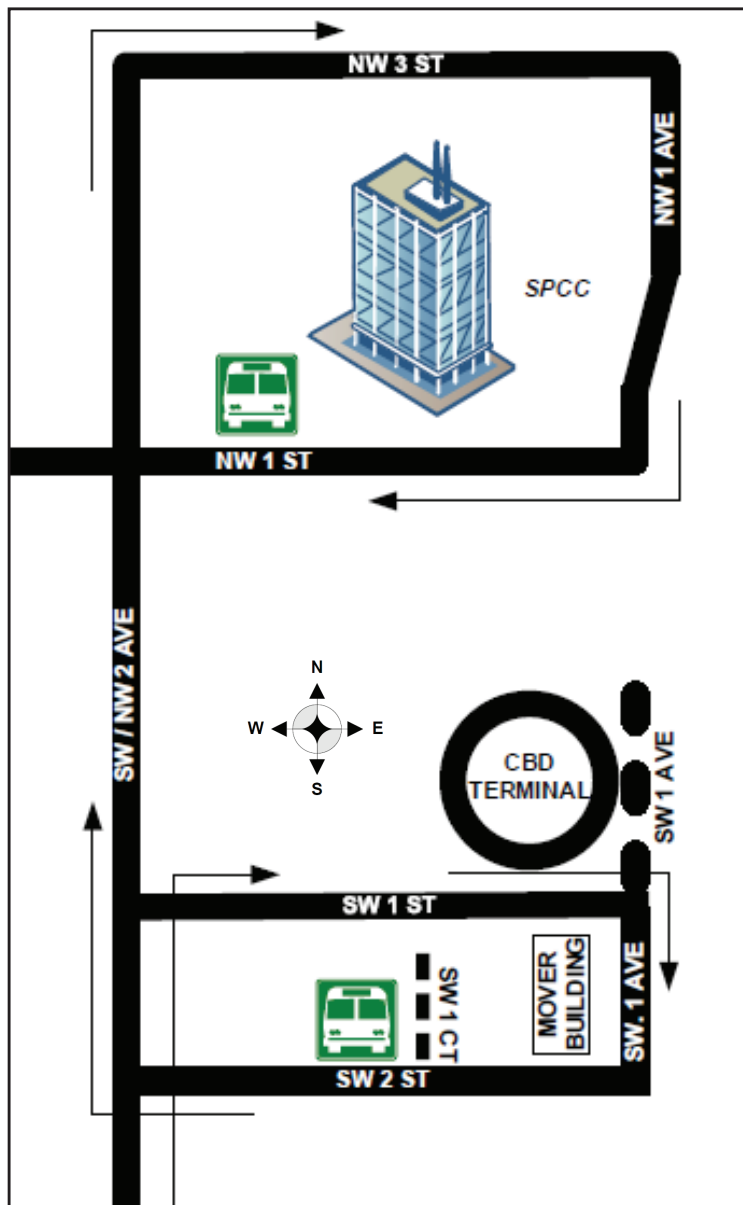 NW 3 ST
NW 1 AVE
SPCC
NW 1 ST
SW / NW 2 AVE
N
W
E
S
CBD
TERMINAL
SW 1 AVE
SW 1 ST
SW 1 CT
MOVER
BUILDING
SW. 1 AVE
SW 2 ST